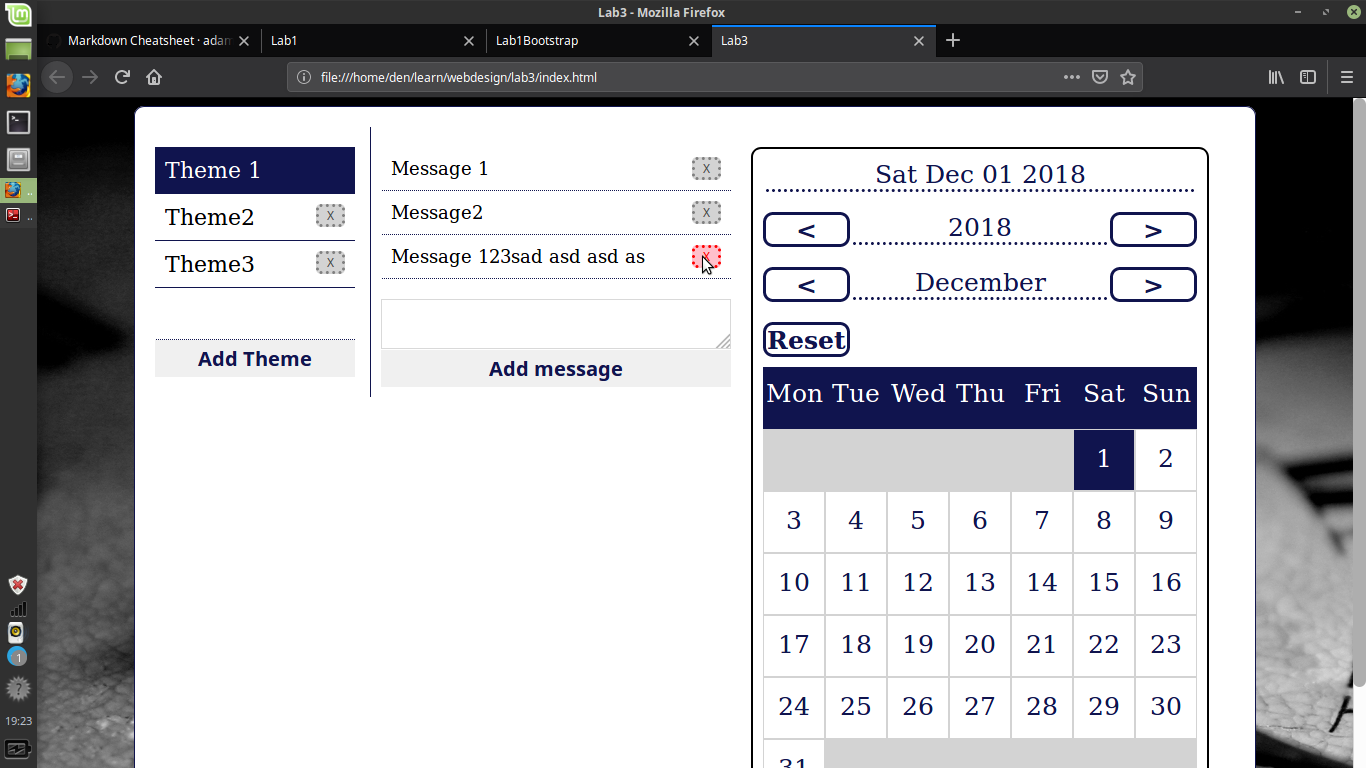 Lab3 - Mozilla Firefox
Markdown Cheatsheet · adam
Lab1
Lab1Bootstrap
Lab3
file:///home/den/learn/webdesign/lab3/index.html
Theme 1
Theme2 X
Theme3 X
Add Theme
Message 1 X
Message2 X
Message 123sad asd asd as X
Add message
Sat Dec 01 2018
< 2018 >
< December >
Reset
Mon Tue Wed Thu Fri Sat Sun
1 2
3 4 5 6 7 8 9
10 11 12 13 14 15 16
17 18 19 20 21 22 23
24 25 26 27 28 29 30
31
..
..
1
?
19:23